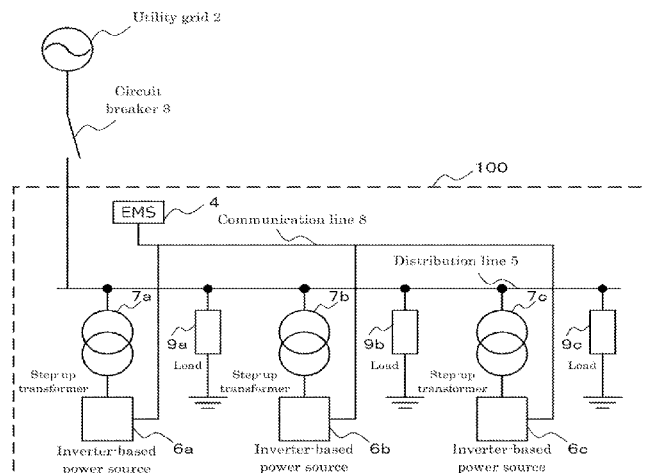 Utility grid 2
Circuit
breaker 3
100
EMS
4
Communication line 8
Distribution line 5
7a
7b
7c
9a
9b
9c
Load
Load
Load
Step up
transformer
Step up
transformer
Step up
transformer
6a
6b
6c
Inverter-based
power source
Inverter-based
power source
Inverter-based
power source